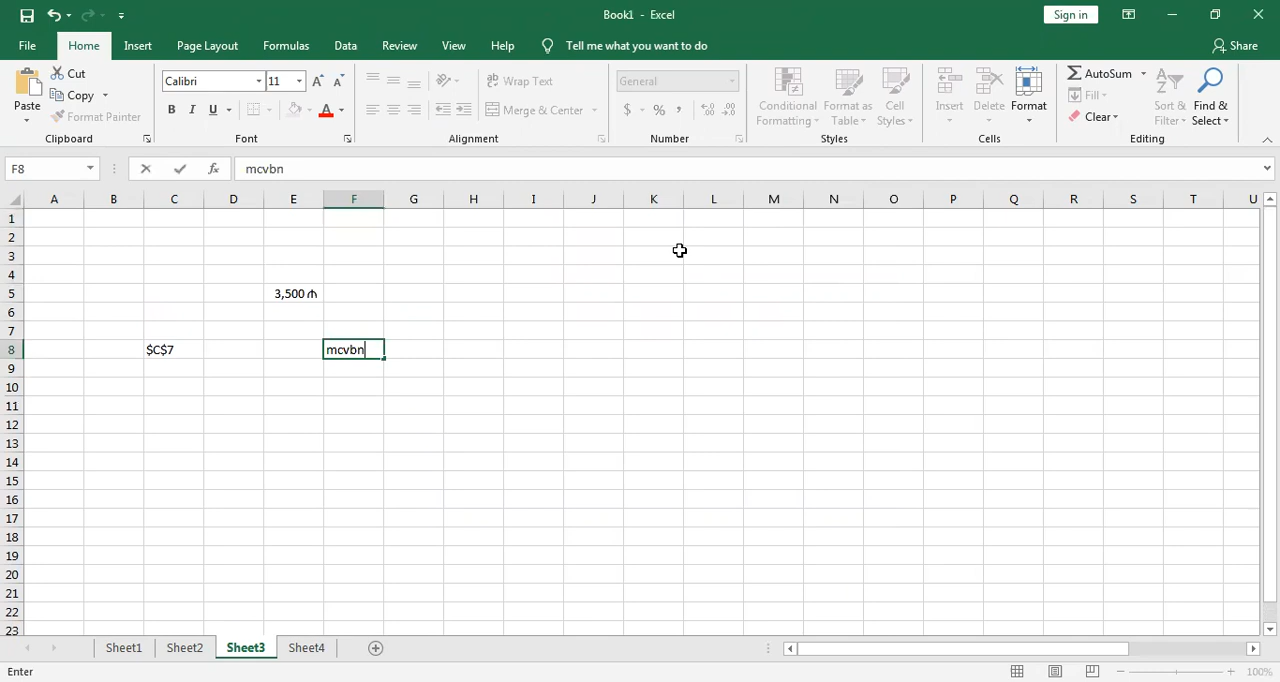 Book1 - Excel
Sign in
File Home Insert Page Layout Formulas Data Review View Help Tell me what you want to do Share
Paste
Cut
Copy
Format Painter
Clipboard
Calibri 11
B I U
Font
Wrap Text
Merge & Center
Alignment
General
$ % ,
Number
Conditional Formatting
Format as Table
Cell Styles
Styles
Insert
Delete
Format
Cells
AutoSum
Fill
Clear
Sort & Filter
Find & Select
Editing
F8 fx mcvbn
A B C D E F G H I J K L M N O P Q R S T U
1
2
3
4
5 3,500 ₼
6
7
8 $C$7 mcvbn
9
10
11
12
13
14
15
16
17
18
19
20
21
22
23
Sheet1 Sheet2 Sheet3 Sheet4
Enter 100%